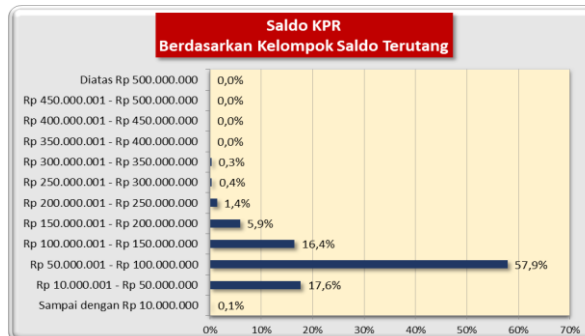 Saldo KPR
Berdasarkan Kelompok Saldo Terutang
Diatas Rp 500.000.000 0,0%
Rp 450.000.001 - Rp 500.000.000 0,0%
Rp 400.000.001 - Rp 450.000.000 0,0%
Rp 350.000.001 - Rp 400.000.000 0,0%
Rp 300.000.001 - Rp 350.000.000 0,3%
Rp 250.000.001 - Rp 300.000.000 0,4%
Rp 200.000.001 - Rp 250.000.000 1,4%
Rp 150.000.001 - Rp 200.000.000 5,9%
Rp 100.000.001 - Rp 150.000.000 16,4%
Rp 50.000.001 - Rp 100.000.000 57,9%
Rp 10.000.001 - Rp 50.000.000 17,6%
Sampai dengan Rp 10.000.000 0,1%
0% 10% 20% 30% 40% 50% 60% 70%